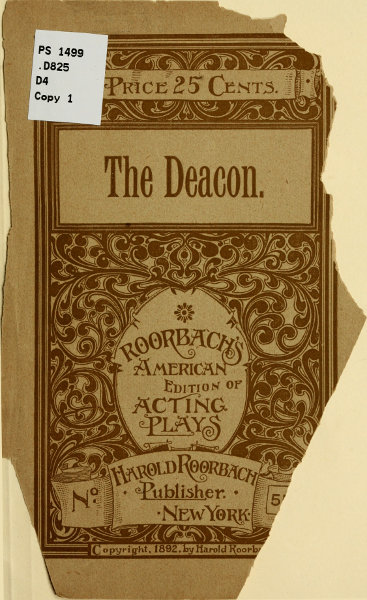 PS 1499
.D825
D4
Copy 1
PRICE 25 CENTS.
The Deacon.
ROORBACH'S
AMERICAN
EDITION OF
ACTING
PLAYS
HAROLD ROORBACH
Publisher.
NEW YORK
No.
Copyright, 1892, by Harold